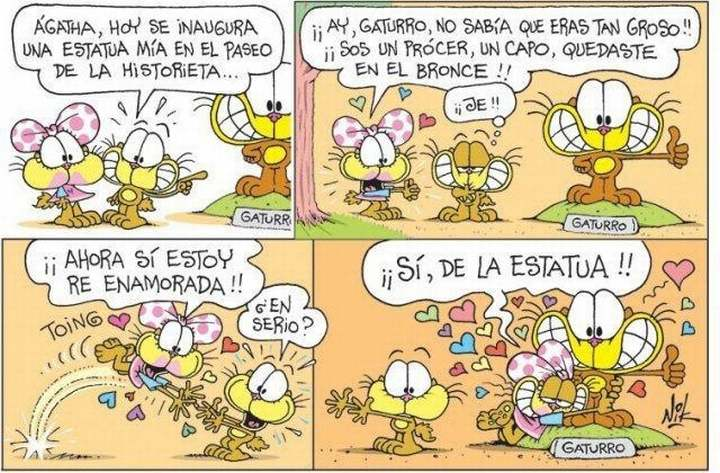 ÁGATHA, HOY SE INAUGURA
UNA ESTATUA MÍA EN EL PASEO
DE LA HISTORIETA...
GATURR
¡¡AY, GATURRO, NO SABÍA QUE ERAS TAN GROSO!!
¡¡SOS UN PRÓCER, UN CAPO, QUEDASTE
EN EL BRONCE!!
¡¡JE!!
GATURRO
¡¡AHORA SÍ ESTOY
RE ENAMORADA!!
TOING
¿EN
SERIO?
¡¡SÍ, DE LA ESTATUA!!
GATURRO
Nik